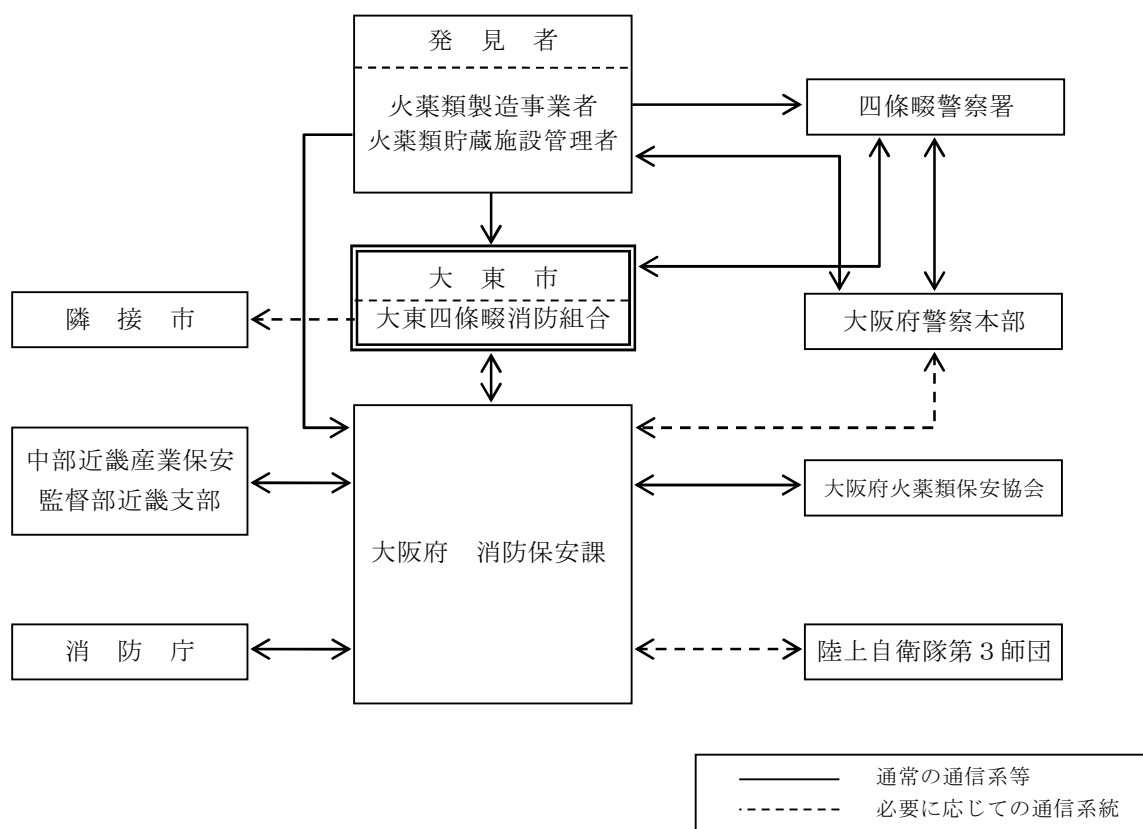 発　見　者
火薬類製造事業者
火薬類貯蔵施設管理者
四條畷警察署
大　東　市
大東四條畷消防組合
隣　接　市
大阪府警察本部
中部近畿産業保安
監督部近畿支部
大阪府　消防保安課
大阪府火薬類保安協会
消　防　庁
陸上自衛隊第３師団
通常の通信系等
必要に応じての通信系統